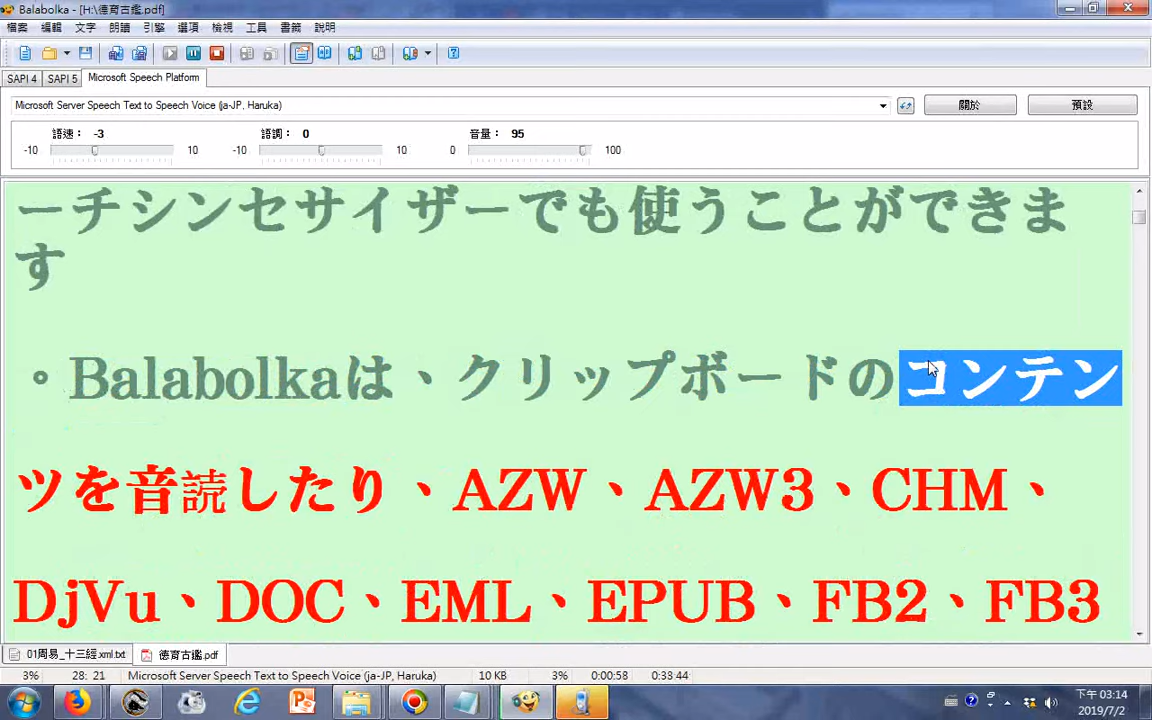 Balabolka - [H:\德育古鑑.pdf]
檔案 編輯 文字 朗讀 引擎 選項 檢視 工具 書籤 說明
SAPI 4 SAPI 5 Microsoft Speech Platform
Microsoft Server Speech Text to Speech Voice (ja-JP, Haruka) 關於 預設
語速： -3 語調： 0 音量： 95
-10 10 -10 10 0 100
ーチシンセサイザーでも使うことができま
す
。Balabolkaは、クリップボードのコンテン
ツを音読したり、AZW、AZW3、CHM、
DjVu、DOC、EML、EPUB、FB2、FB3
01周易_十三經.xml.txt 德育古鑑.pdf
3% 28: 21 Microsoft Server Speech Text to Speech Voice (ja-JP, Haruka) 10 KB 3% 0:00:58 0:33:44
下午 03:14
2019/7/2